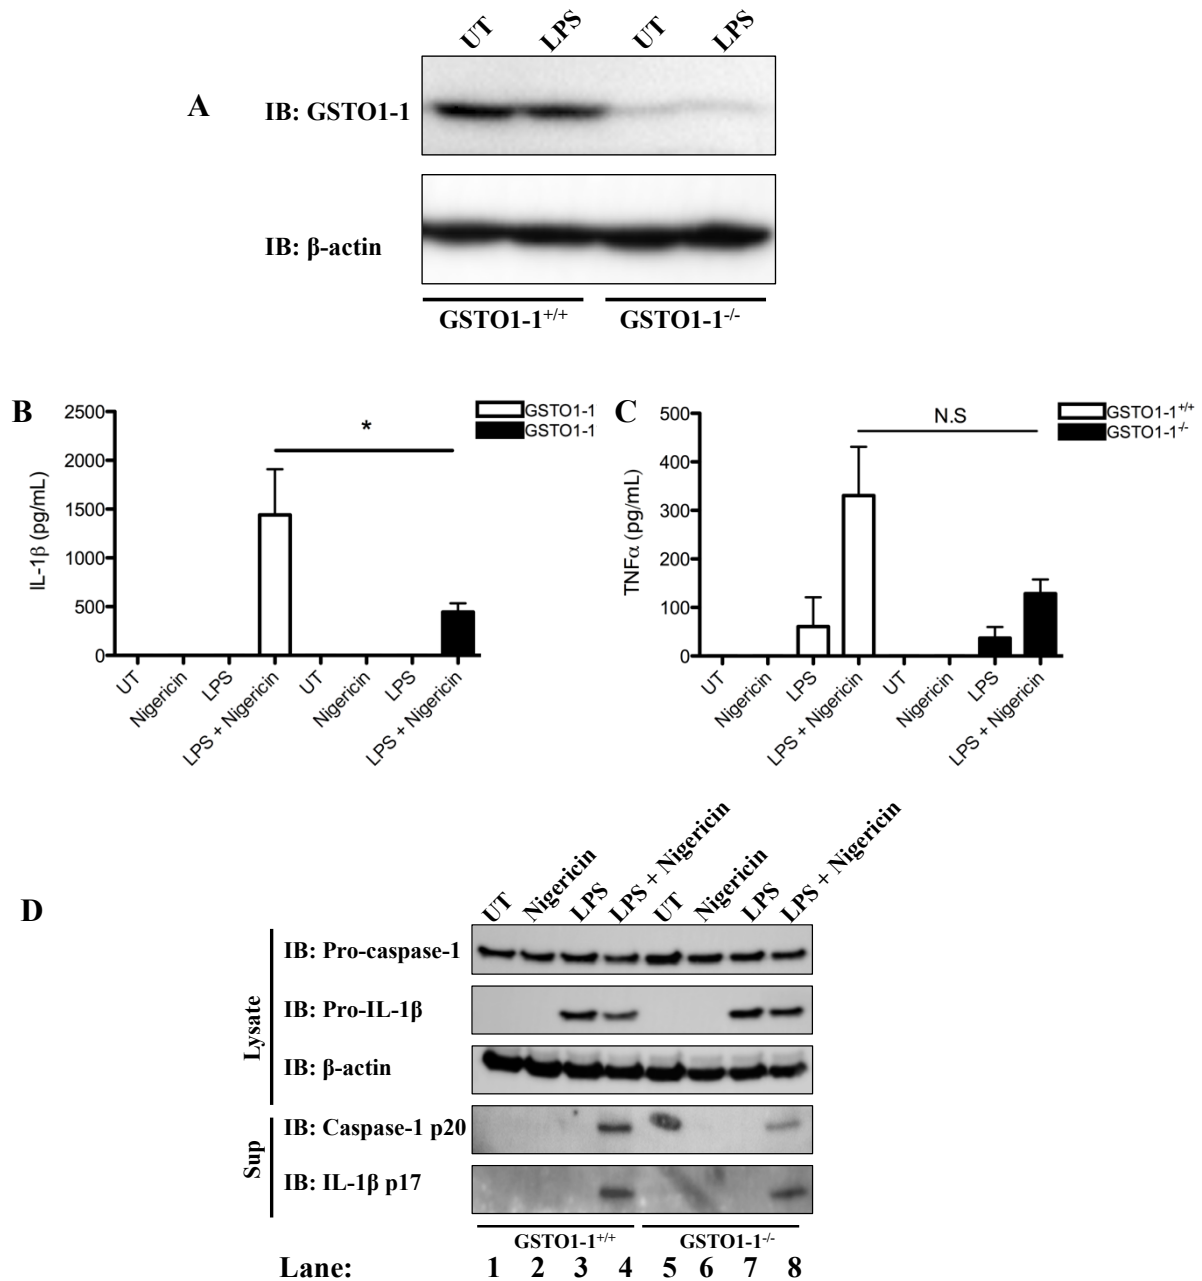 UT LPS UT LPS
A
IB: GSTO1-1
IB: β-actin
GSTO1-1+/+ GSTO1-1-/-
B
GSTO1-1
GSTO1-1
2500
2000
1500
1000
500
0
IL-1β (pg/mL)
*
UT Nigericin LPS LPS + Nigericin UT Nigericin LPS LPS + Nigericin
C
GSTO1-1+/+
GSTO1-1-/-
500
400
300
200
100
0
TNFα (pg/mL)
N.S
UT Nigericin LPS LPS + Nigericin UT Nigericin LPS LPS + Nigericin
D
UT Nigericin LPS LPS + Nigericin UT Nigericin LPS LPS + Nigericin
Lysate
IB: Pro-caspase-1
IB: Pro-IL-1β
IB: β-actin
Sup
IB: Caspase-1 p20
IB: IL-1β p17
GSTO1-1+/+ GSTO1-1-/-
Lane: 1 2 3 4 5 6 7 8